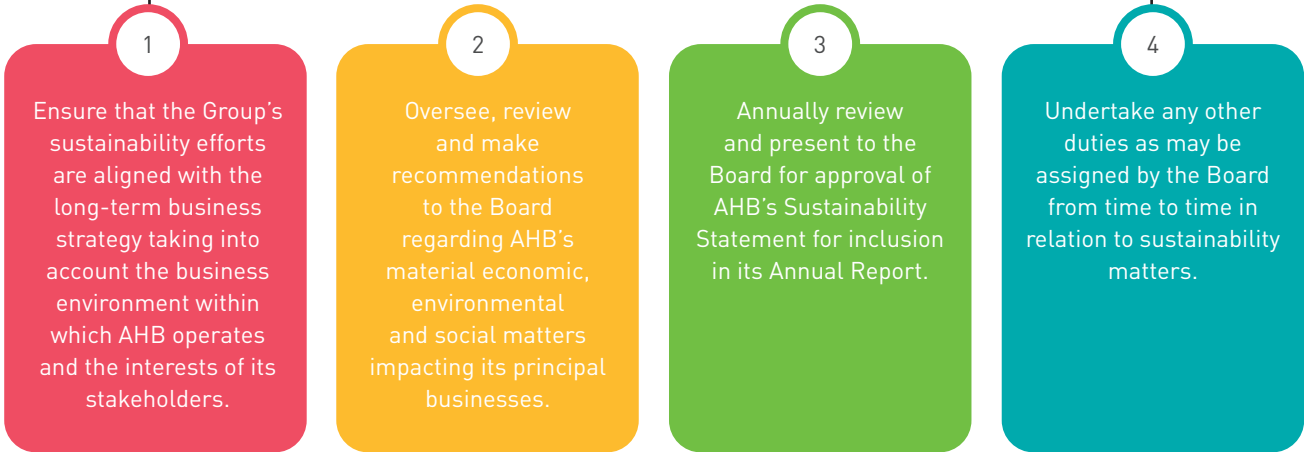 1
Ensure that the Group’s
sustainability efforts
are aligned with the
long-term business
strategy taking into
account the business
environment within
which AHB operates
and the interests of its
stakeholders.
2
Oversee, review
and make
recommendations
to the Board
regarding AHB’s
material economic,
environmental
and social matters
impacting its principal
businesses.
3
Annually review
and present to the
Board for approval of
AHB’s Sustainability
Statement for inclusion
in its Annual Report.
4
Undertake any other
duties as may be
assigned by the Board
from time to time in
relation to sustainability
matters.